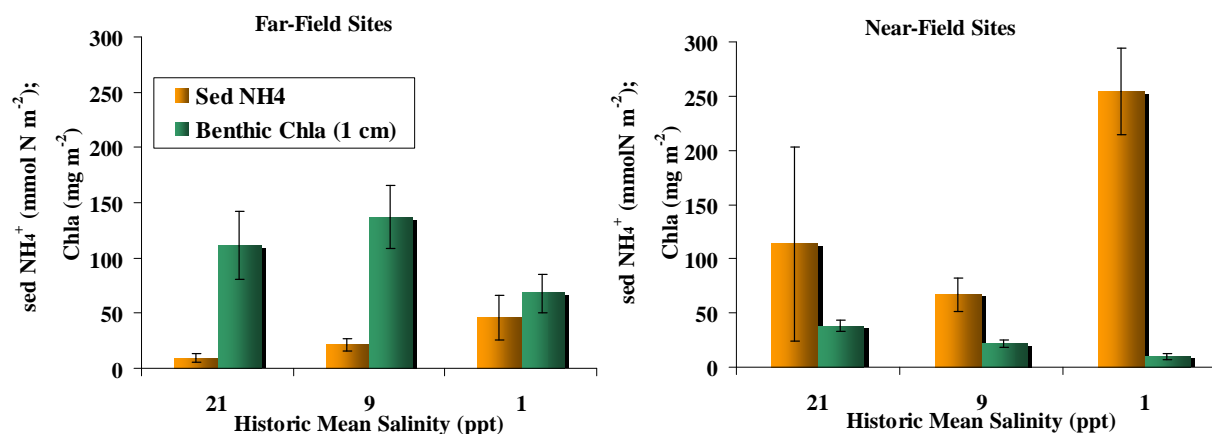 Far-Field Sites
sed NH₄⁺ (mmol N m⁻²);
Chla (mg m⁻²)
300
250
200
150
100
50
0
Sed NH4
Benthic Chla (1 cm)
21 9 1
Historic Mean Salinity (ppt)
Near-Field Sites
sed NH₄⁺ (mmolN m⁻²);
Chla (mg m⁻²)
300
250
200
150
100
50
0
21 9 1
Historic Mean Salinity (ppt)